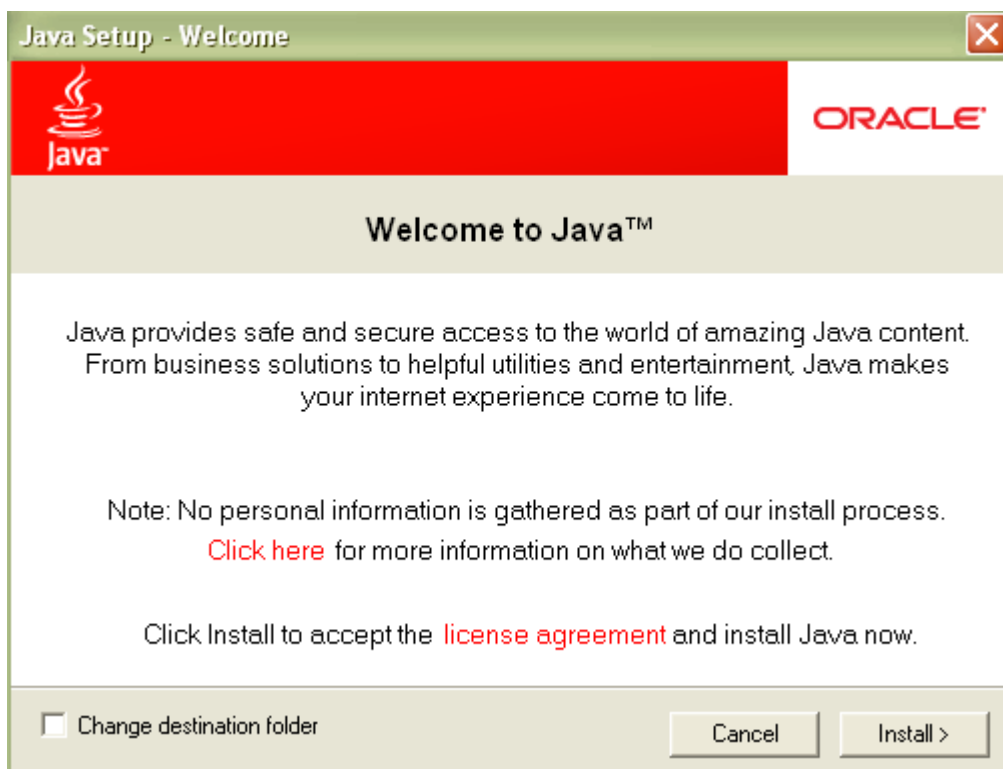 Java Setup - Welcome
Java™
ORACLE®
Welcome to Java™
Java provides safe and secure access to the world of amazing Java content.
From business solutions to helpful utilities and entertainment, Java makes
your internet experience come to life.
Note: No personal information is gathered as part of our install process.
Click here for more information on what we do collect.
Click Install to accept the license agreement and install Java now.
Change destination folder
Cancel
Install >